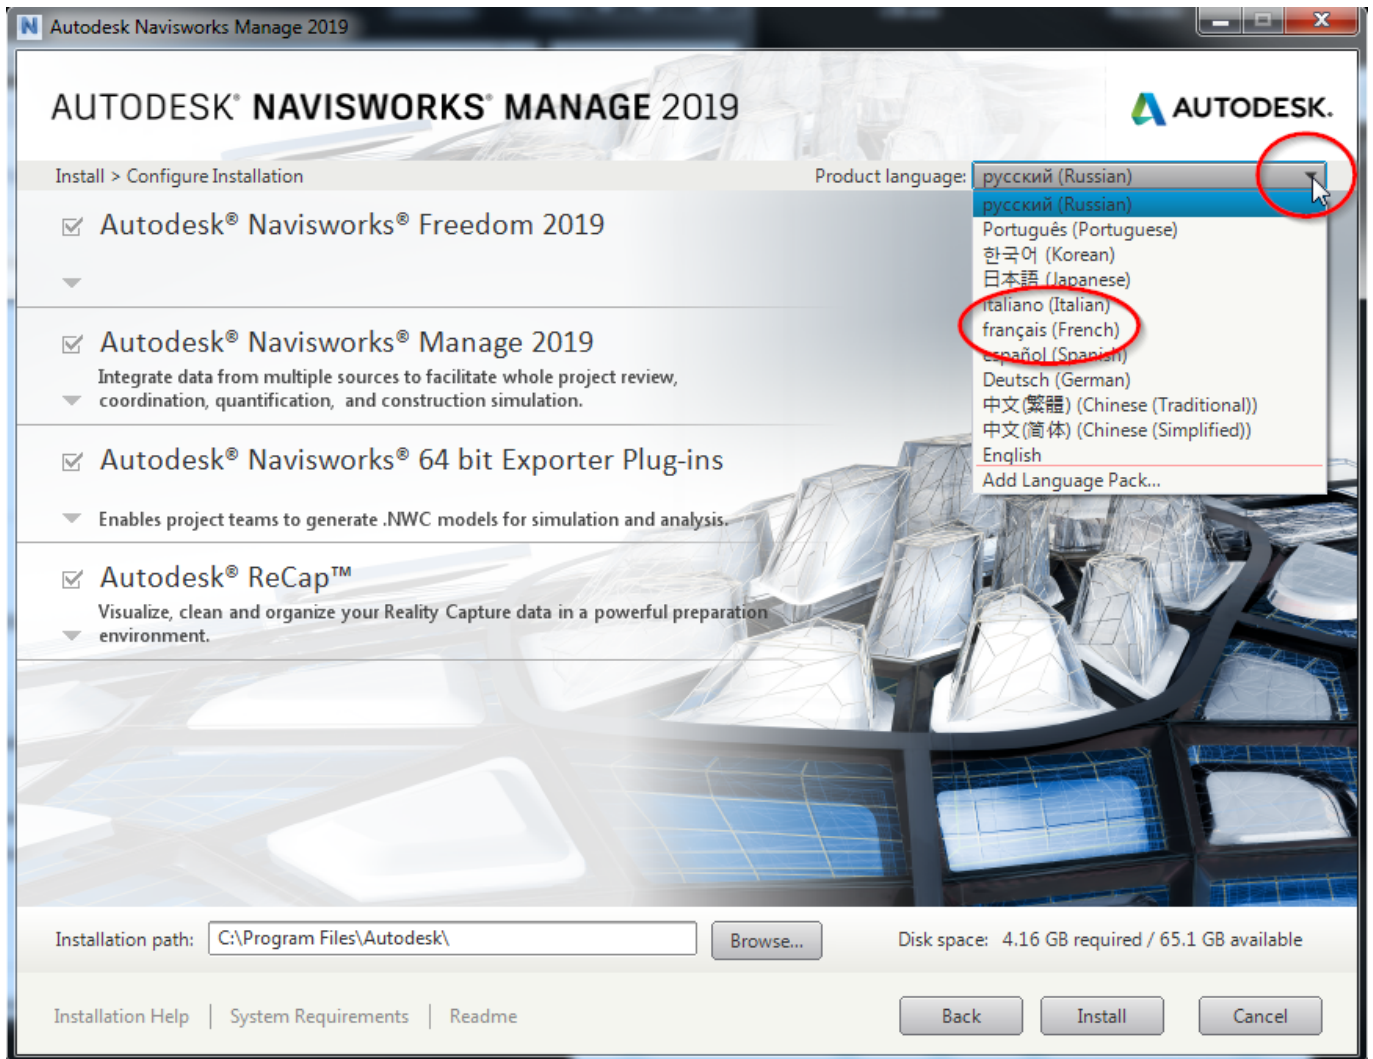 Autodesk Navisworks Manage 2019
AUTODESK® NAVISWORKS® MANAGE 2019
AUTODESK.
Install > Configure Installation
Product language:
русский (Russian)
русский (Russian)
Português (Portuguese)
한국어 (Korean)
日本語 (Japanese)
italiano (Italian)
français (French)
español (Spanish)
Deutsch (German)
中文(繁體) (Chinese (Traditional))
中文(简体) (Chinese (Simplified))
English
Add Language Pack...
Autodesk® Navisworks® Freedom 2019
Autodesk® Navisworks® Manage 2019
Integrate data from multiple sources to facilitate whole project review,
coordination, quantification, and construction simulation.
Autodesk® Navisworks® 64 bit Exporter Plug-ins
Enables project teams to generate .NWC models for simulation and analysis.
Autodesk® ReCap™
Visualize, clean and organize your Reality Capture data in a powerful preparation
environment.
Installation path:
C:\Program Files\Autodesk\
Browse...
Disk space: 4.16 GB required / 65.1 GB available
Installation Help | System Requirements | Readme
Back
Install
Cancel